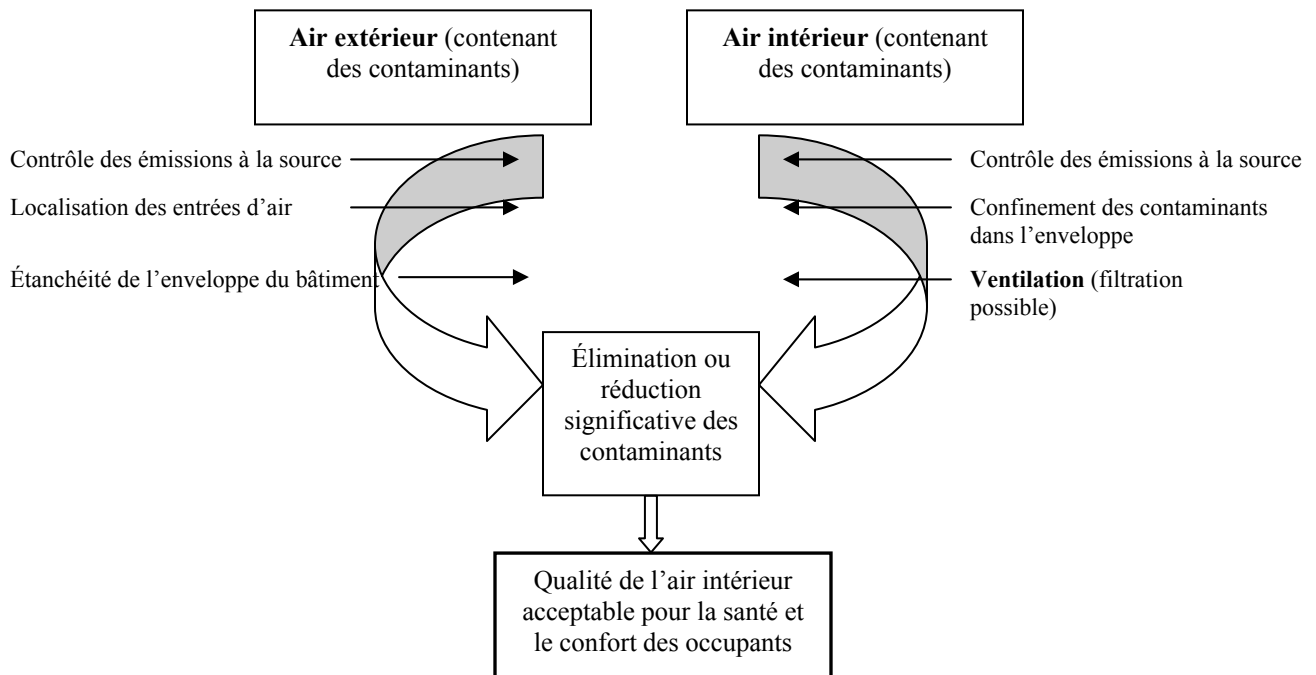 Air extérieur (contenant
des contaminants)
Air intérieur (contenant
des contaminants)
Contrôle des émissions à la source
Localisation des entrées d’air
Étanchéité de l’enveloppe du bâtiment
Contrôle des émissions à la source
Confinement des contaminants
dans l’enveloppe
Ventilation (filtration
possible)
Élimination ou
réduction
significative des
contaminants
Qualité de l’air intérieur
acceptable pour la santé et
le confort des occupants